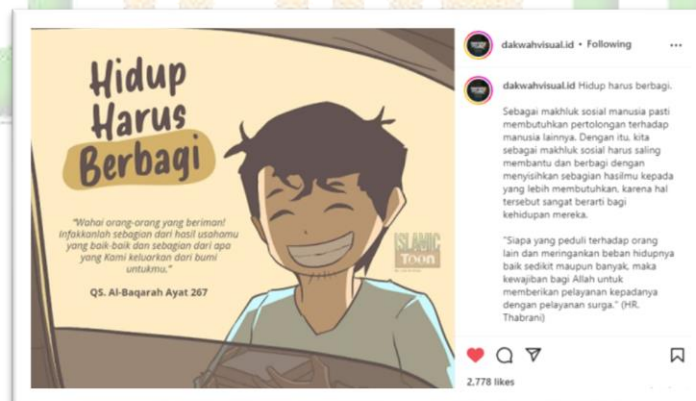 Hidup
Harus
Berbagi
"Wahai orang-orang yang beriman!
Infakkanlah sebagian dari hasil usahamu
yang baik-baik dan sebagian dari apa
yang Kami keluarkan dari bumi
untukmu."
QS. Al-Baqarah Ayat 267
ISLAMIC
TOON
dakwahvisual.id • Following
dakwahvisual.id Hidup harus berbagi.
Sebagai makhluk sosial manusia pasti
membutuhkan pertolongan terhadap
manusia lainnya. Dengan itu, kita
sebagai makhluk sosial harus saling
membantu dan berbagi dengan
menyisihkan sebagian hasilmu kepada
yang lebih membutuhkan, karena hal
tersebut sangat berarti bagi
kehidupan mereka.
"Siapa yang peduli terhadap orang
lain dan meringankan beban hidupnya
baik sedikit maupun banyak, maka
kewajiban bagi Allah untuk
memberikan pelayanan kepadanya
dengan pelayanan surga." (HR.
Thabrani)
2,778 likes